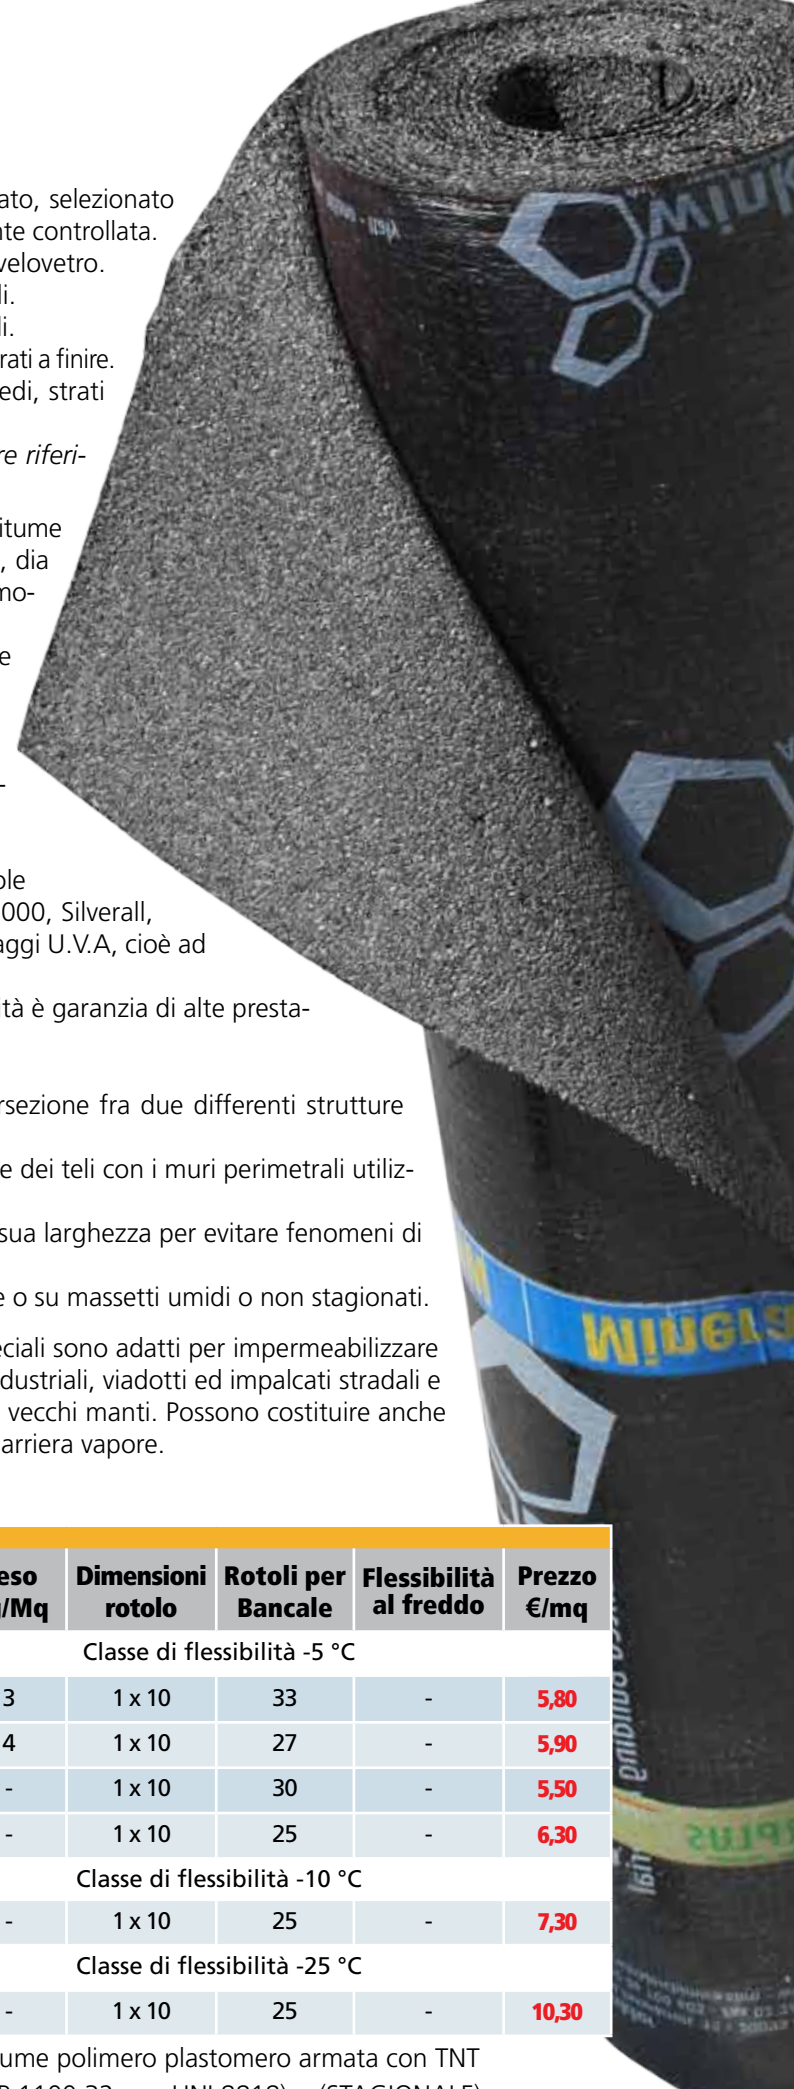 ato, selezionato
nte controllata.
velovetro.
li.
li.
rati a finire.
edi, strati
re riferi-
itume
, dia
mo-
e
-
ole
000, Silverall,
aggi U.V.A, cioè ad
ità è garanzia di alte presta-
rsezione fra due differenti strutture
e dei teli con i muri perimetrali utiliz-
sua larghezza per evitare fenomeni di
e o su massetti umidi o non stagionati.
eciali sono adatti per impermeabilizzare
dustriali, viadotti ed impalcati stradali e
vecchi manti. Possono costituire anche
arriera vapore.
eso Dimensioni Rotoli per Flessibilità Prezzo
g/Mq rotolo Bancale al freddo €/mq
Classe di flessibilità -5 °C
3 1 x 10 33 - 5,80
4 1 x 10 27 - 5,90
- 1 x 10 30 - 5,50
- 1 x 10 25 - 6,30
Classe di flessibilità -10 °C
- 1 x 10 25 - 7,30
Classe di flessibilità -25 °C
- 1 x 10 25 - 10,30
ume polimero plastomero armata con TNT